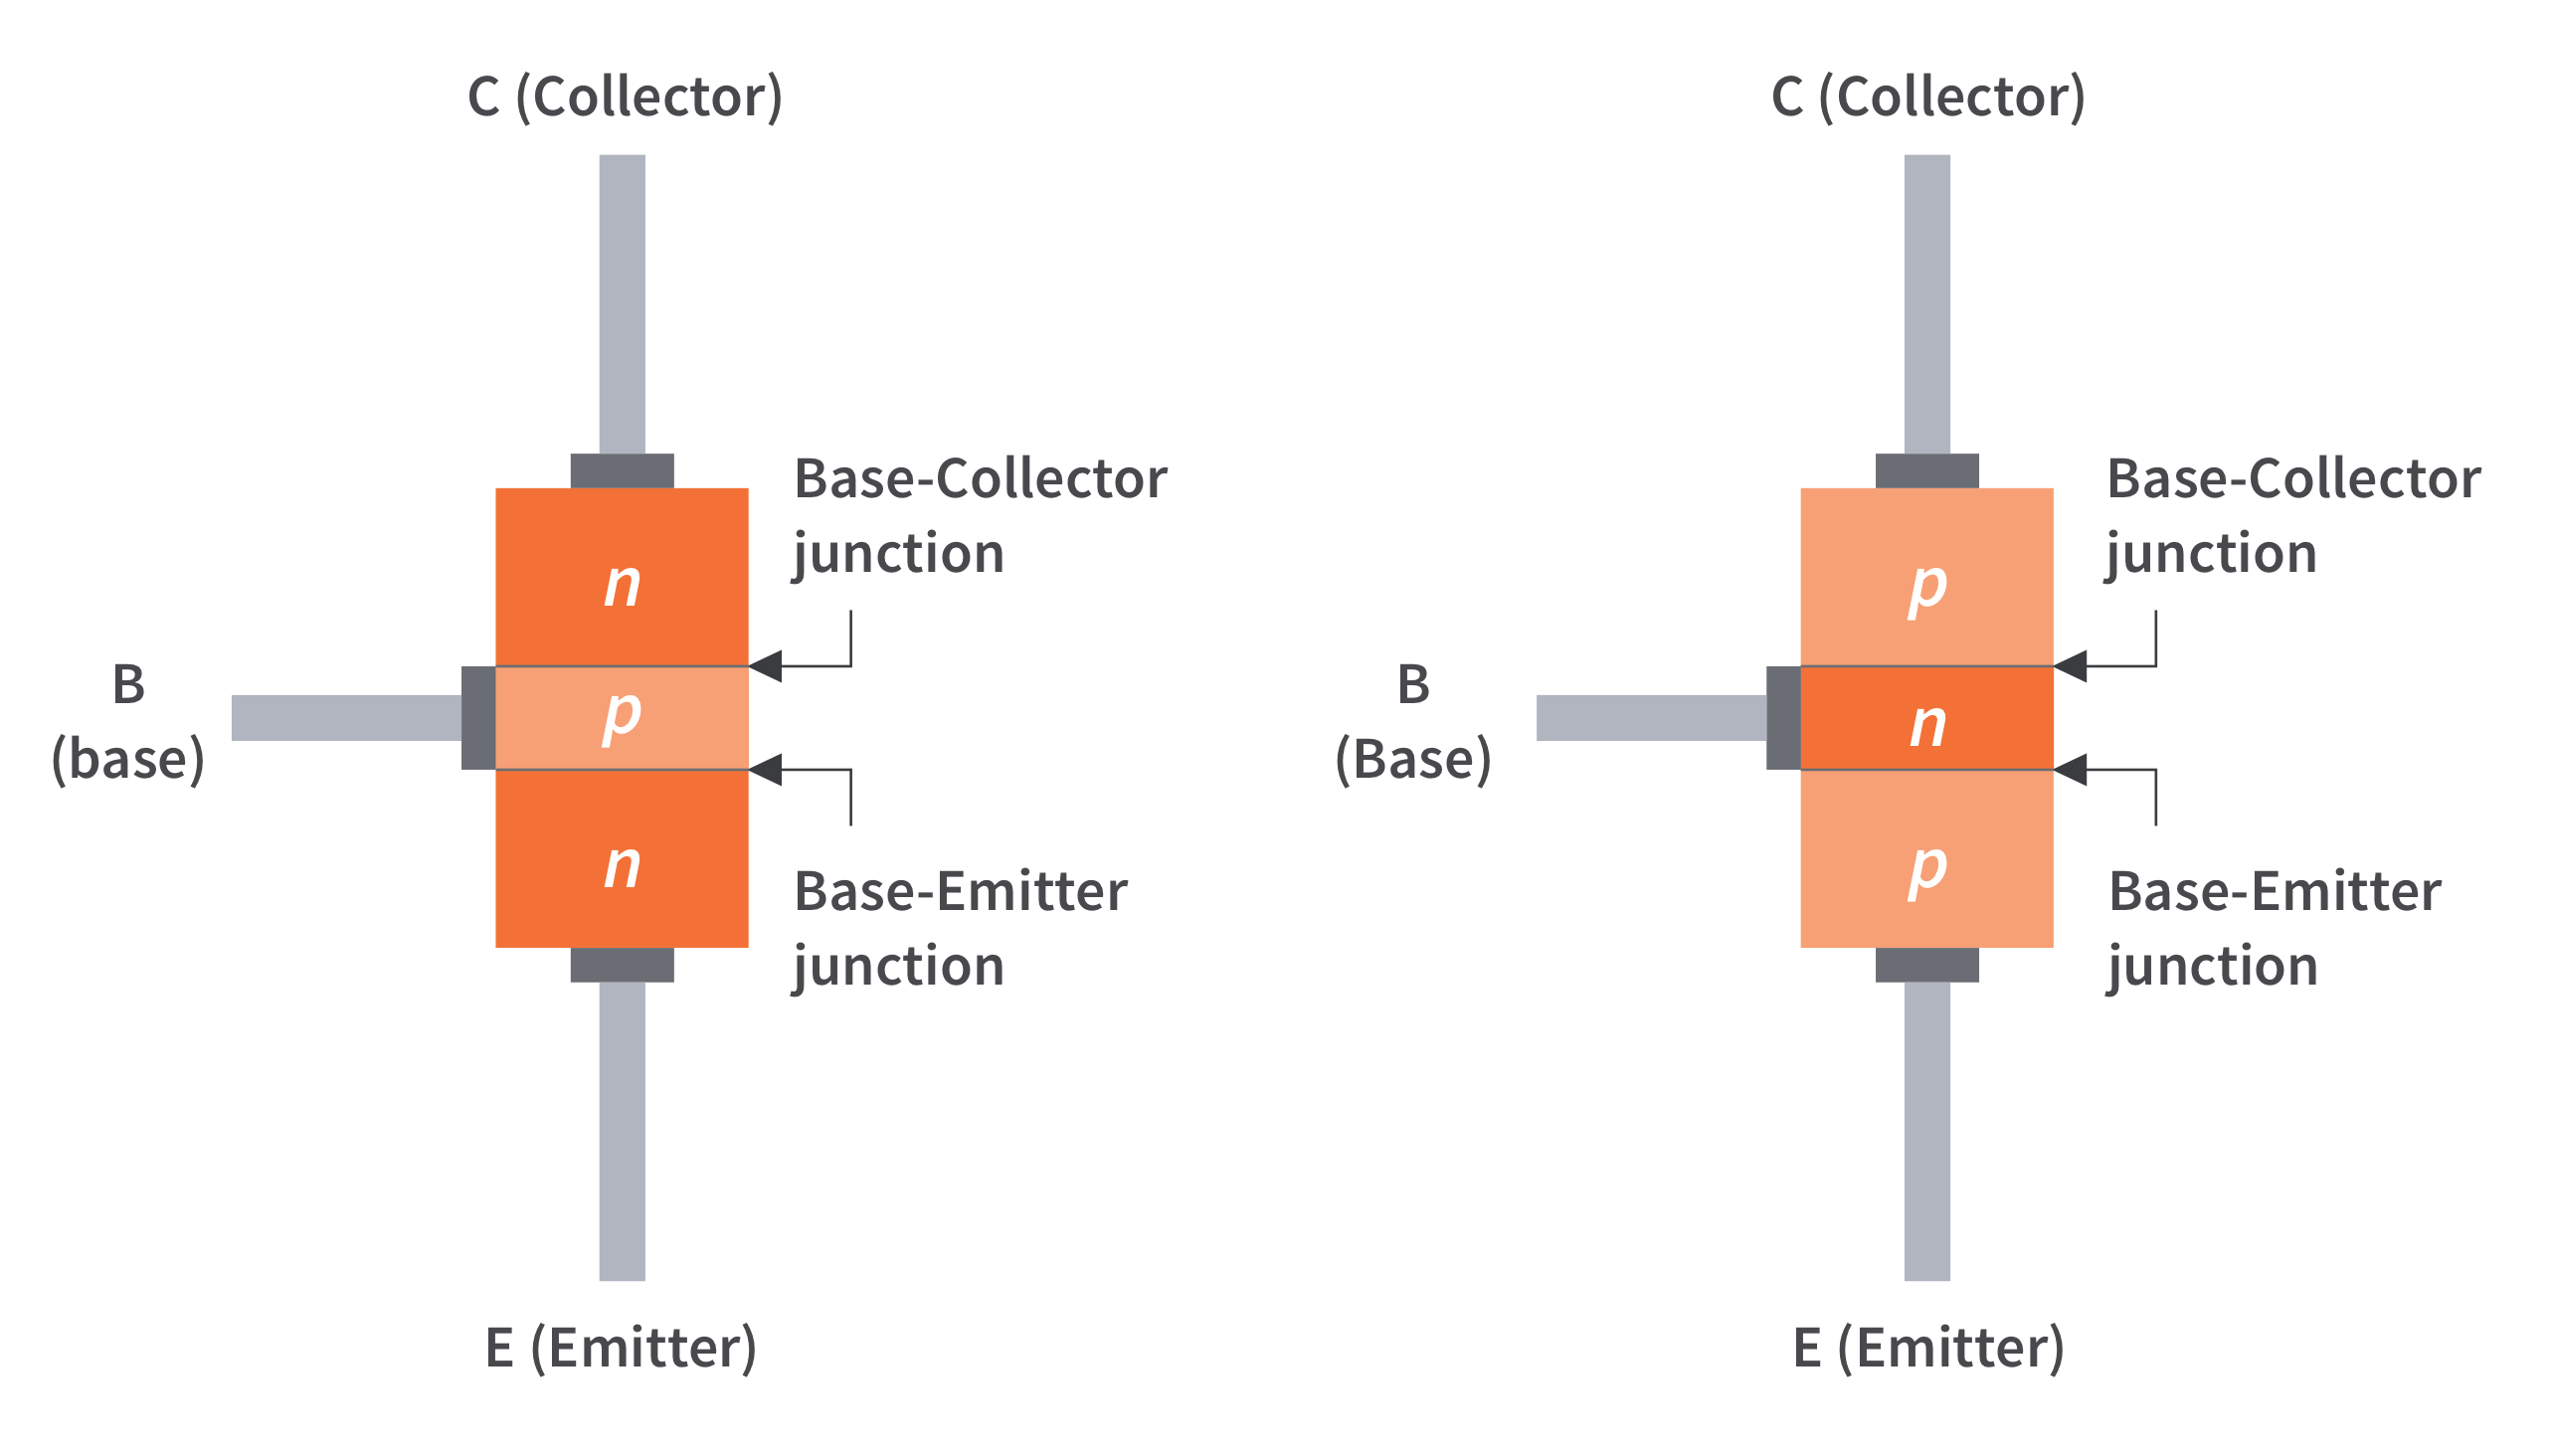 C (Collector)
Base-Collector
junction
n
B
(base)
p
n
Base-Emitter
junction
E (Emitter)
C (Collector)
Base-Collector
junction
p
B
(Base)
n
p
Base-Emitter
junction
E (Emitter)